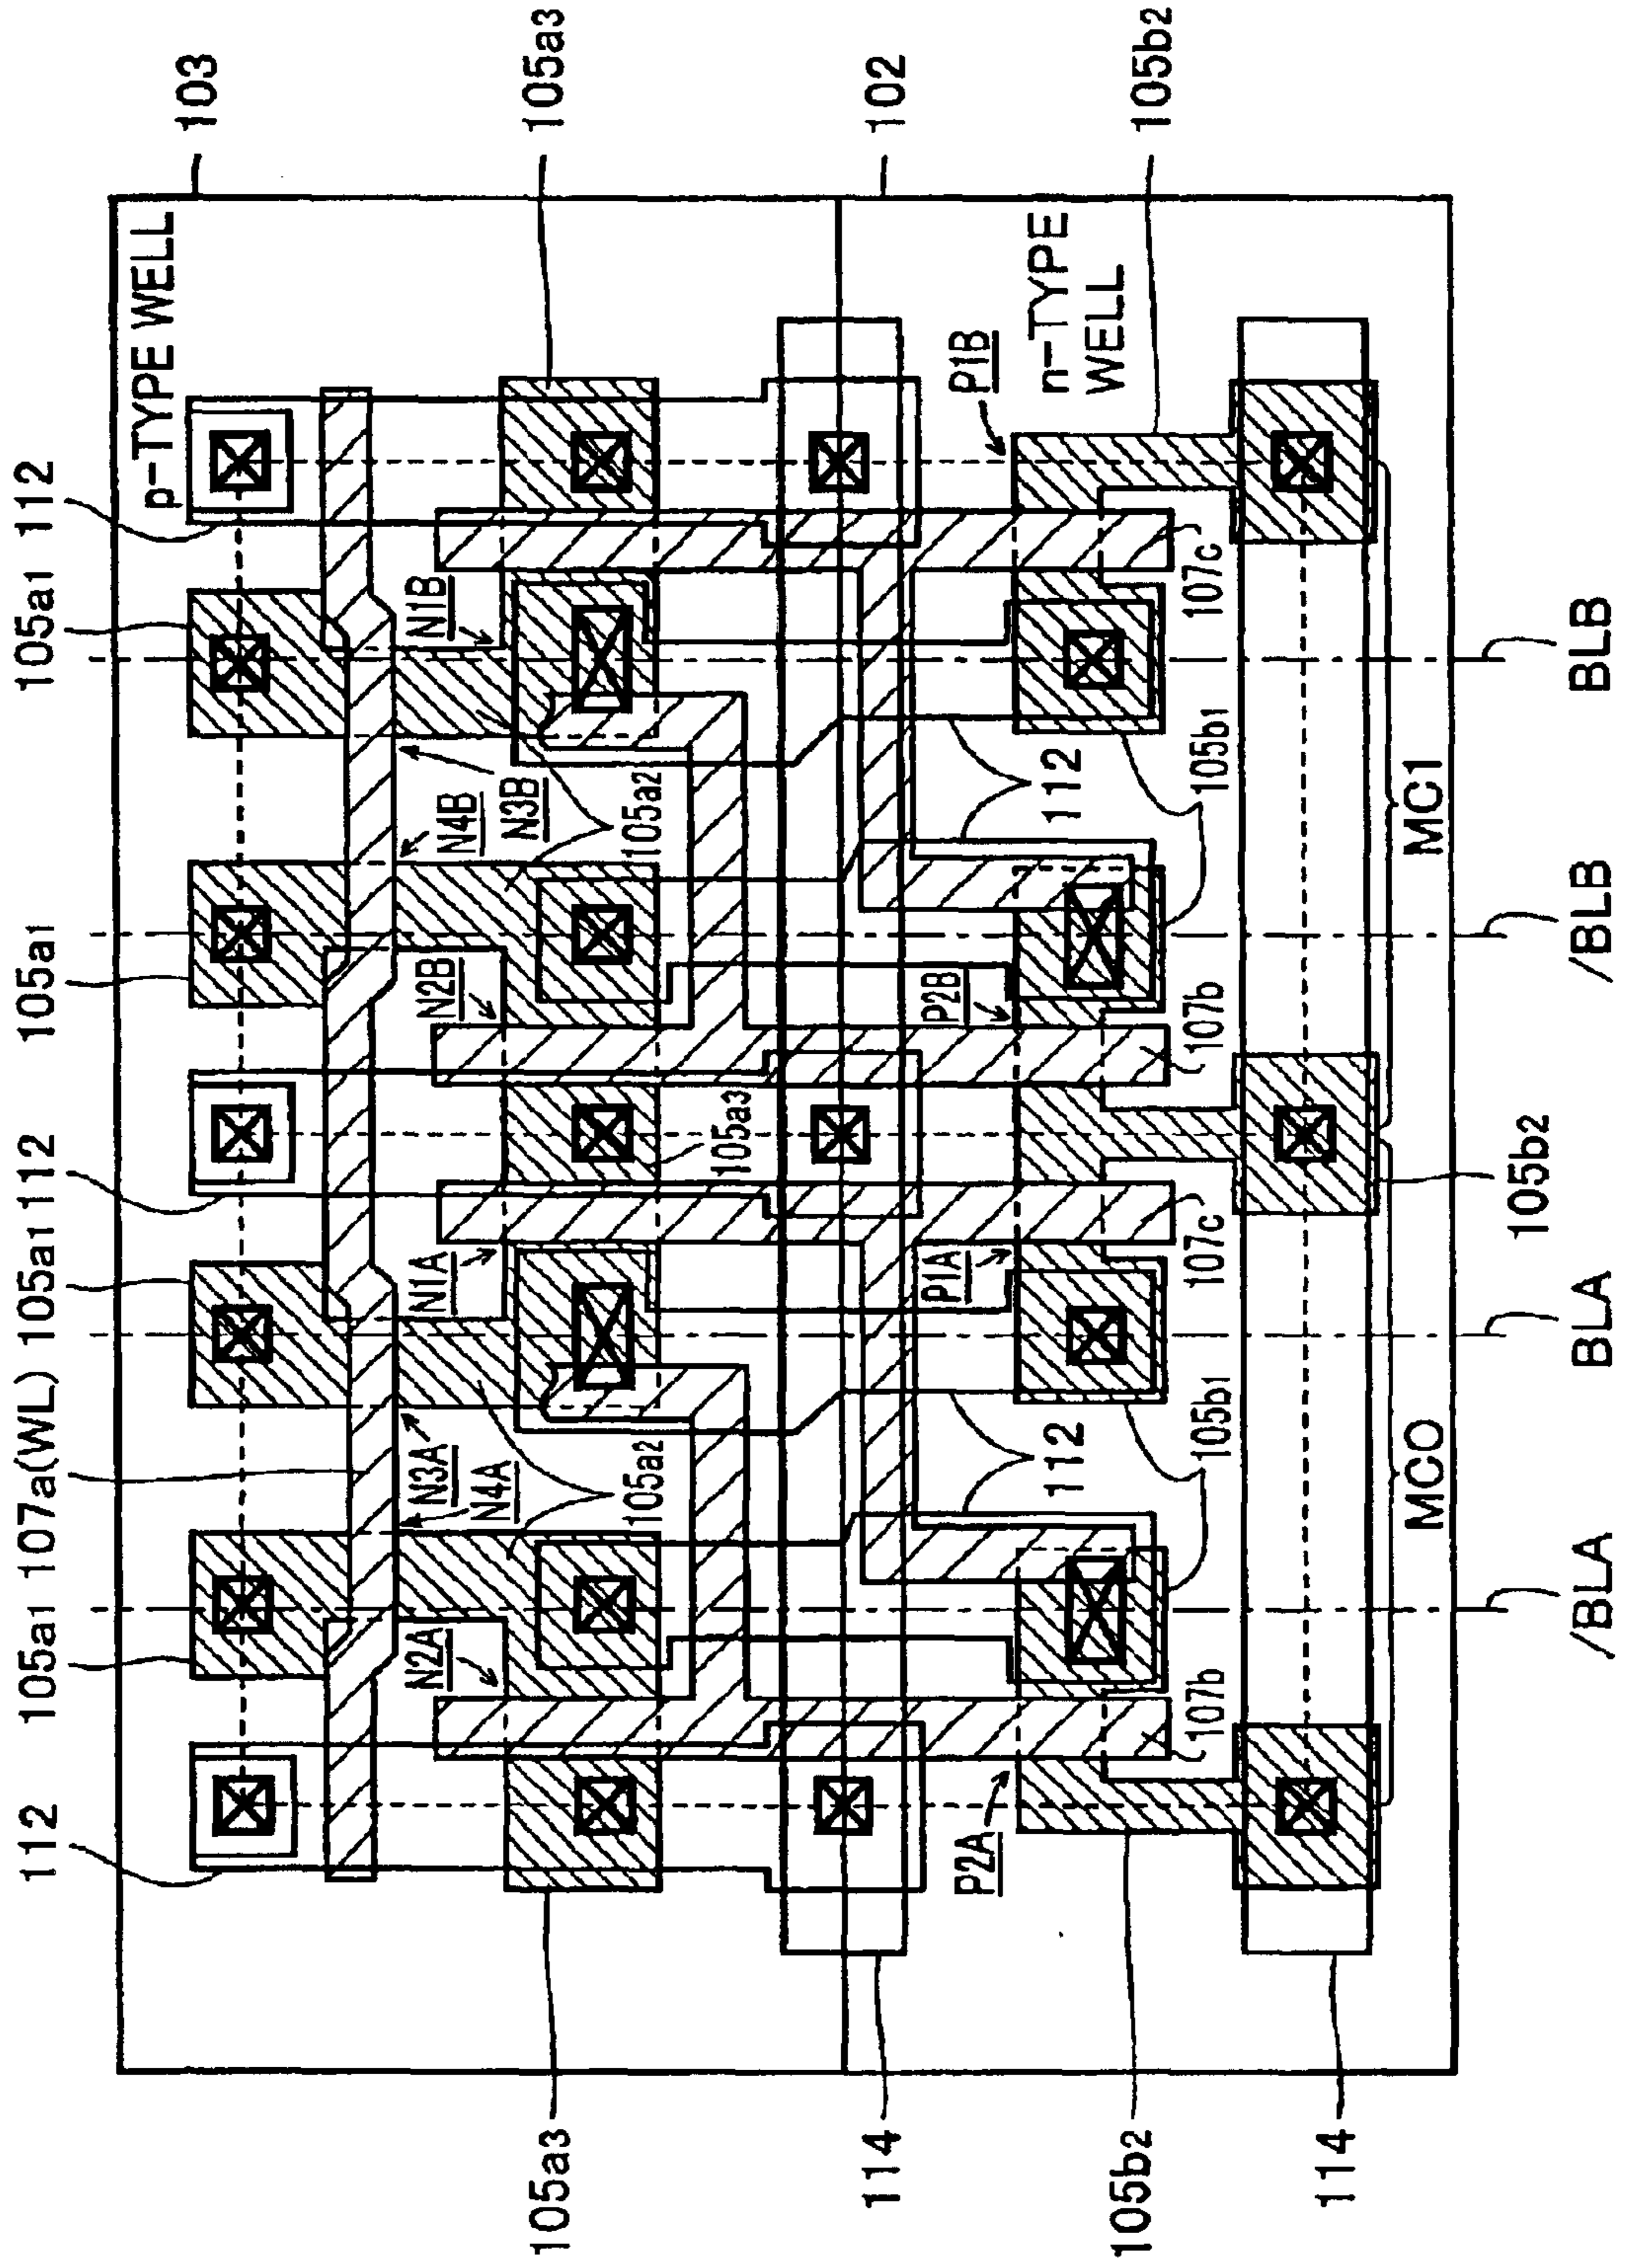 112 105a1 107a(WL) 105a1 112 105a1 105a1 112
p-TYPE WELL
103
N2A N3A N1A N2B N4B N1B
N4A N3B
105a3 105a3
105a2 105a2
105a3
114 102
P2A P1A P2B P1B
112 112 n-TYPE
WELL
105b2 105b2
107b 105b1 107c 107b 105b1 107c
114
MC0 MC1
105b2
/BLA BLA /BLB BLB